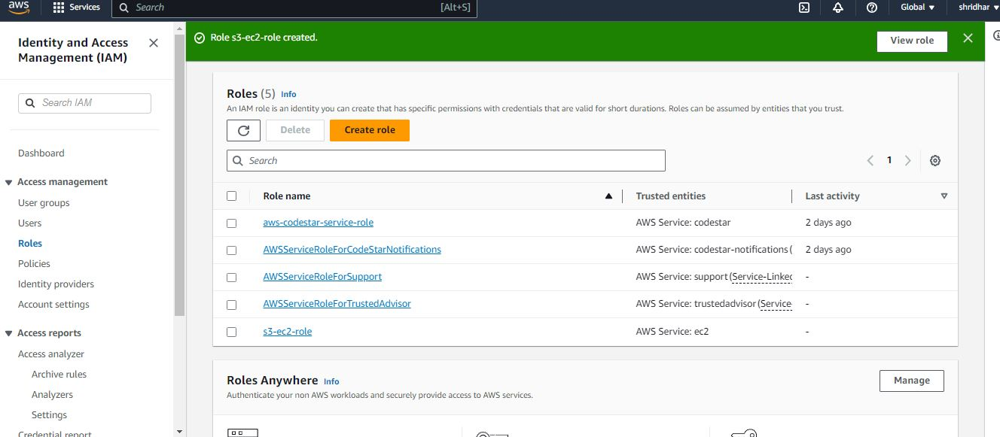 aws Services Search [Alt+S] Global ▼ shridhar ▼
Identity and Access Management (IAM)
Search IAM
Dashboard
Access management
User groups
Users
Roles
Policies
Identity providers
Account settings
Access reports
Access analyzer
Archive rules
Analyzers
Settings
Credential report
Role s3-ec2-role created.
View role
Roles (5) Info
An IAM role is an identity you can create that has specific permissions with credentials that are valid for short durations. Roles can be assumed by entities that you trust.
Delete Create role
Search
1
Role name Trusted entities Last activity
aws-codestar-service-role AWS Service: codestar 2 days ago
AWSServiceRoleForCodeStarNotifications AWS Service: codestar-notifications ( 2 days ago
AWSServiceRoleForSupport AWS Service: support (Service-Linked -
AWSServiceRoleForTrustedAdvisor AWS Service: trustedadvisor (Service- -
s3-ec2-role AWS Service: ec2 -
Roles Anywhere Info
Manage
Authenticate your non AWS workloads and securely provide access to AWS services.